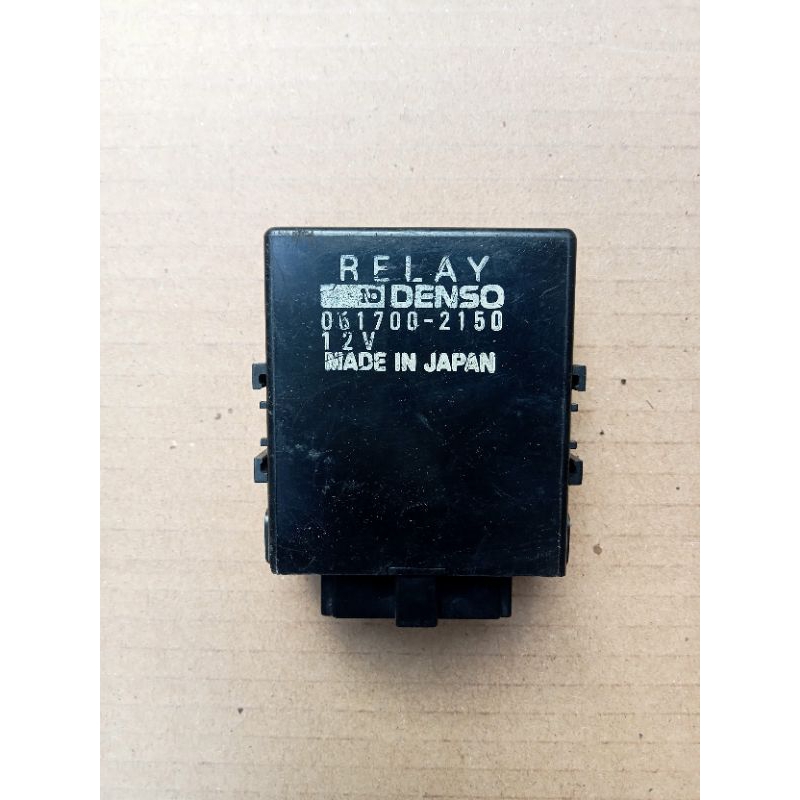 RELAY
DENSO
061700-2150
12V
MADE IN JAPAN